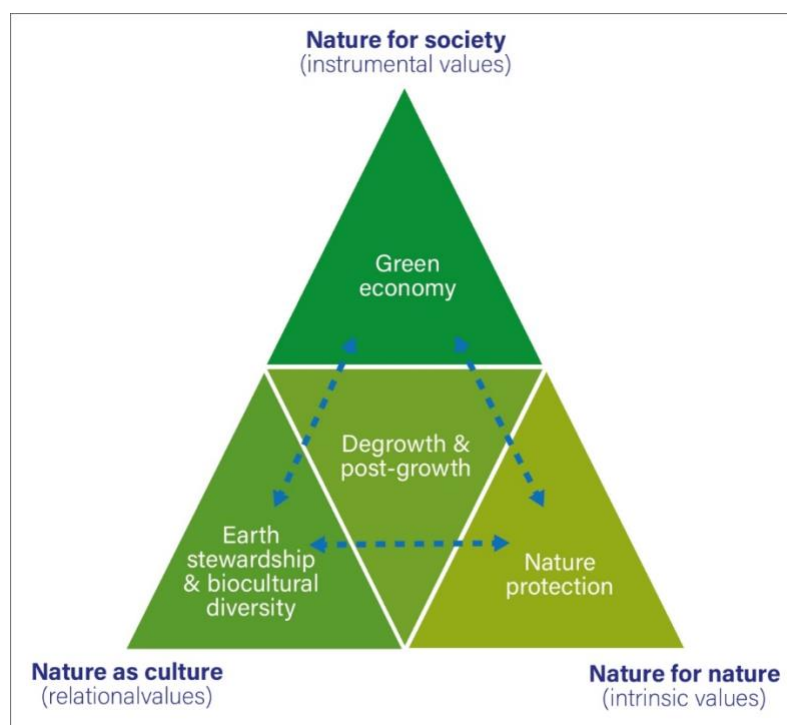 Nature for society
(instrumental values)
Green
economy
Degrowth &
post-growth
Earth
stewardship
& biocultural
diversity
Nature
protection
Nature as culture
(relationalvalues)
Nature for nature
(intrinsic values)